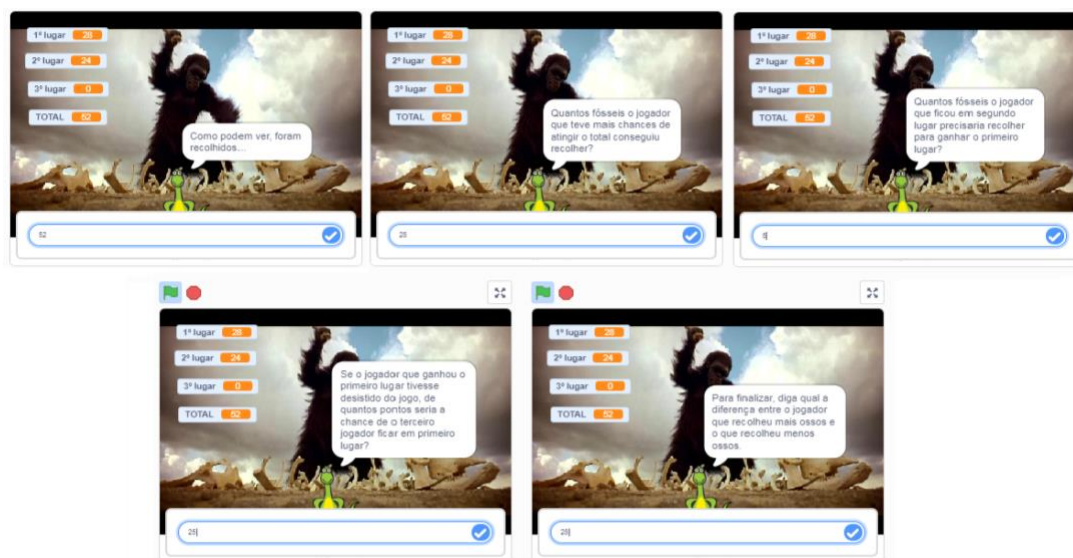 1º lugar 28
2º lugar 24
3º lugar 0
TOTAL 52
Como podem ver, foram
recolhidos...
52
1º lugar 28
2º lugar 24
3º lugar 0
TOTAL 52
Quantos fósseis o jogador
que teve mais chances de
atingir o total conseguiu
recolher?
28
1º lugar 28
2º lugar 24
3º lugar 0
TOTAL 52
Quantos fósseis o jogador
que ficou em segundo
lugar precisaria recolher
para ganhar o primeiro
lugar?
5
1º lugar 28
2º lugar 24
3º lugar 0
TOTAL 52
Se o jogador que ganhou o
primeiro lugar tivesse
desistido do jogo, de
quantos pontos seria a
chance de o terceiro
jogador ficar em primeiro
lugar?
25
1º lugar 28
2º lugar 24
3º lugar 0
TOTAL 52
Para finalizar, diga qual a
diferença entre o jogador
que recolheu mais ossos e
o que recolheu menos
ossos.
28